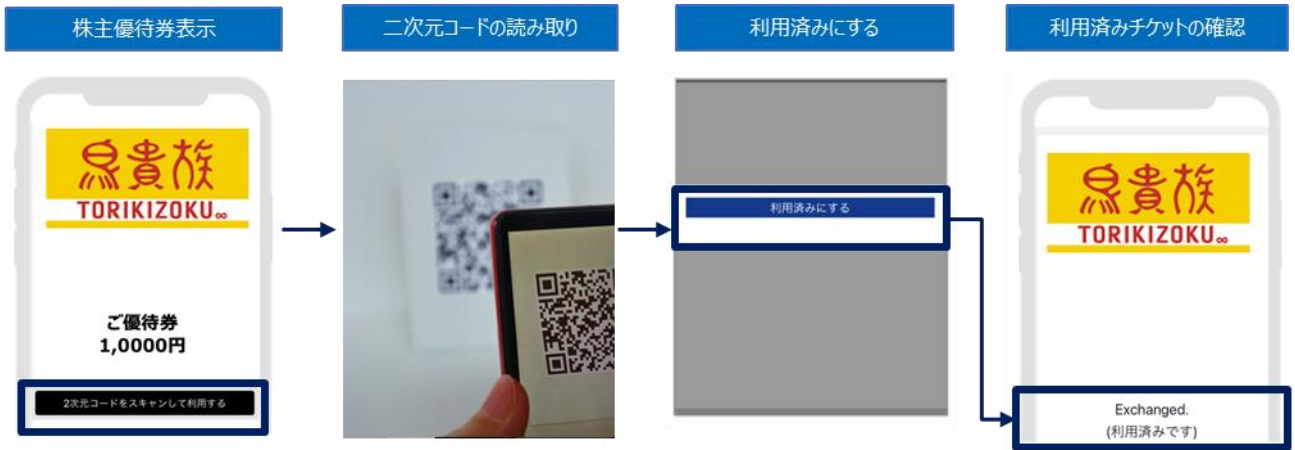 株主優待券表示
二次元コードの読み取り
利用済みにする
利用済みチケットの確認
鳥貴族
TORIKIZOKU∞
ご優待券
1,0000円
2次元コードをスキャンして利用する
利用済みにする
鳥貴族
TORIKIZOKU∞
Exchanged.
(利用済みです)